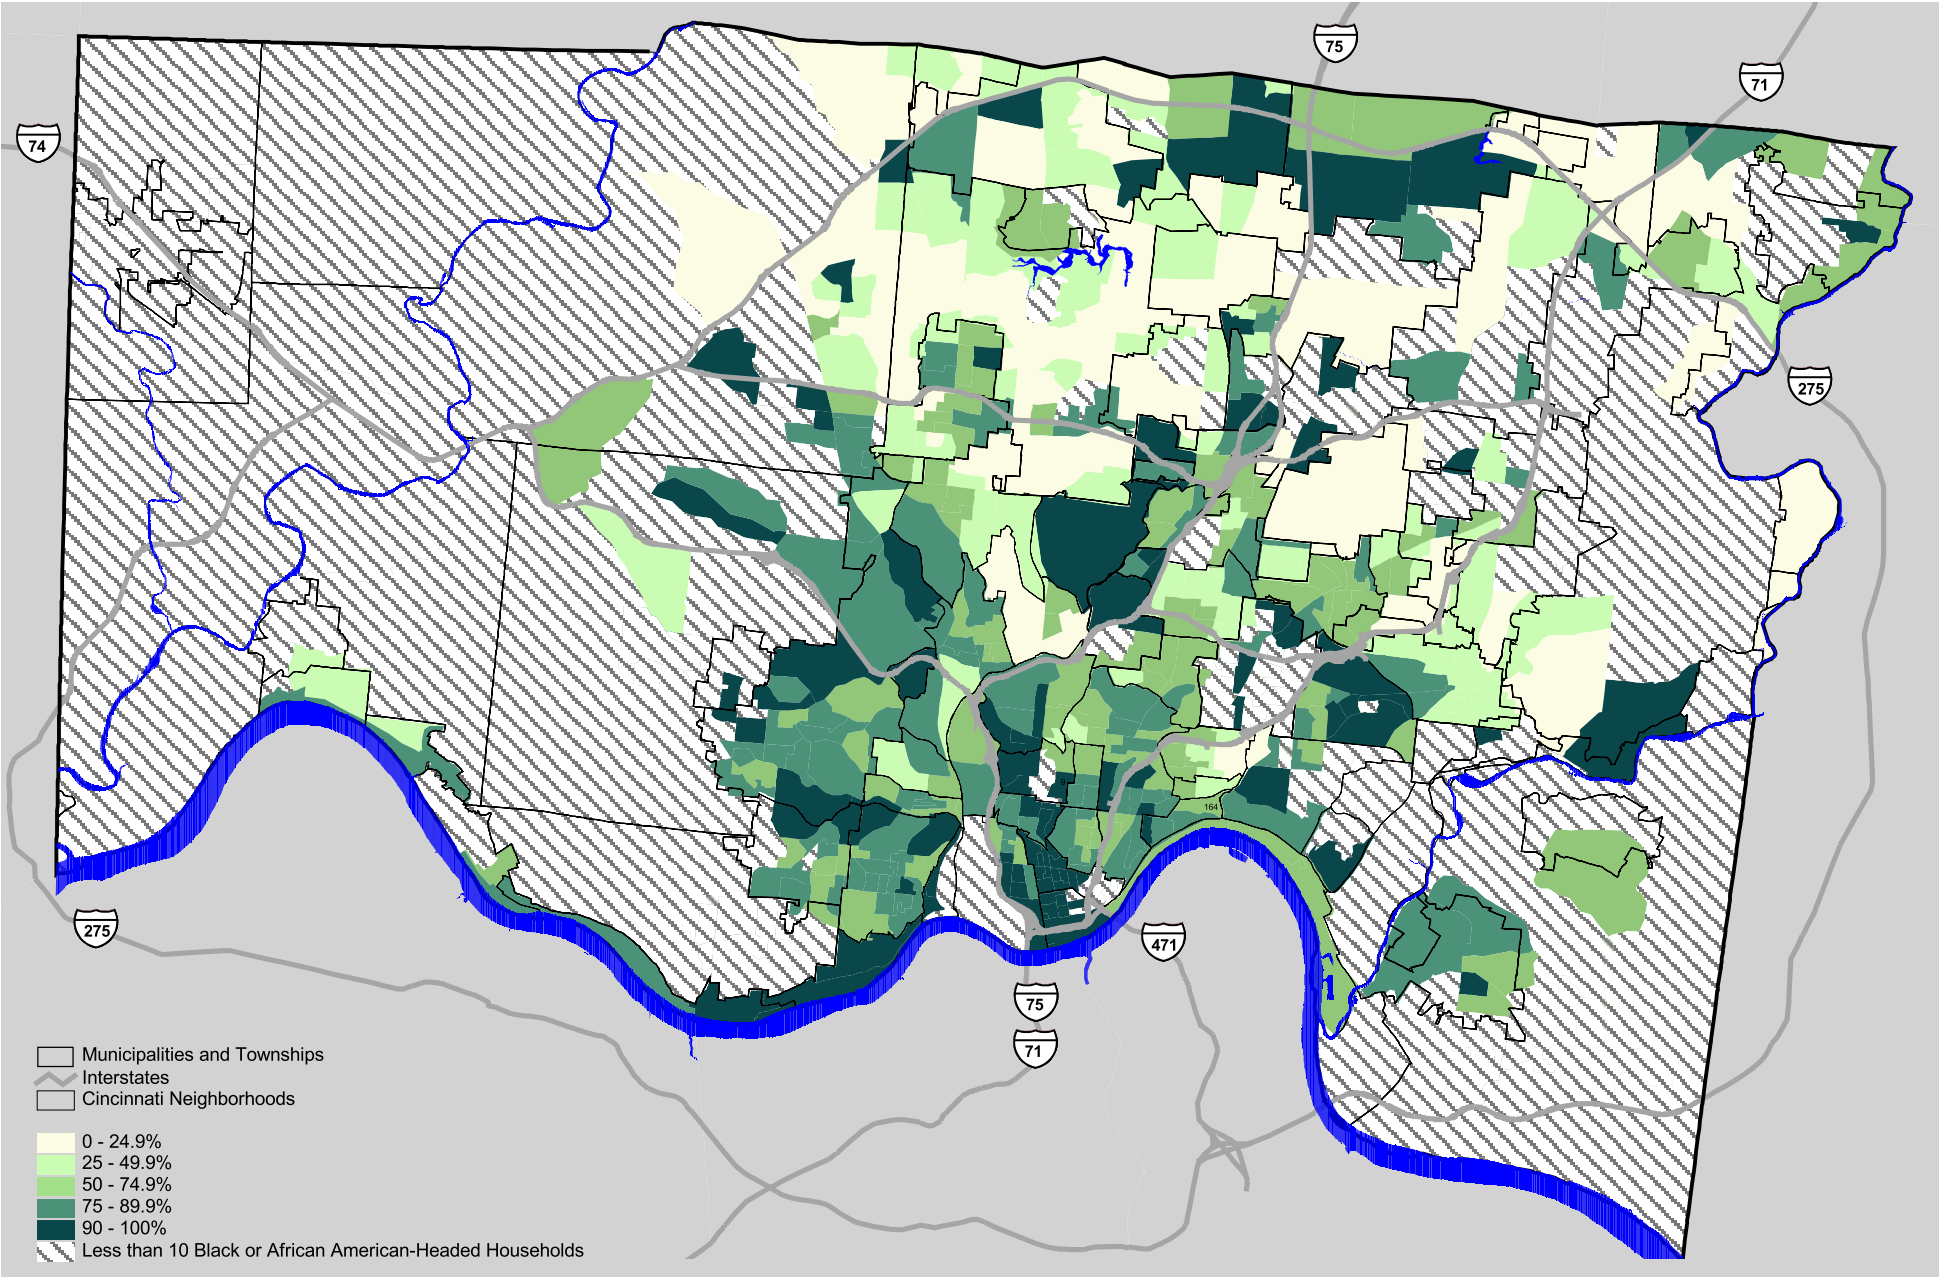 75
71
74
275
164
275
471
75
71
Municipalities and Townships
Interstates
Cincinnati Neighborhoods
0 - 24.9%
25 - 49.9%
50 - 74.9%
75 - 89.9%
90 - 100%
Less than 10 Black or African American-Headed Households